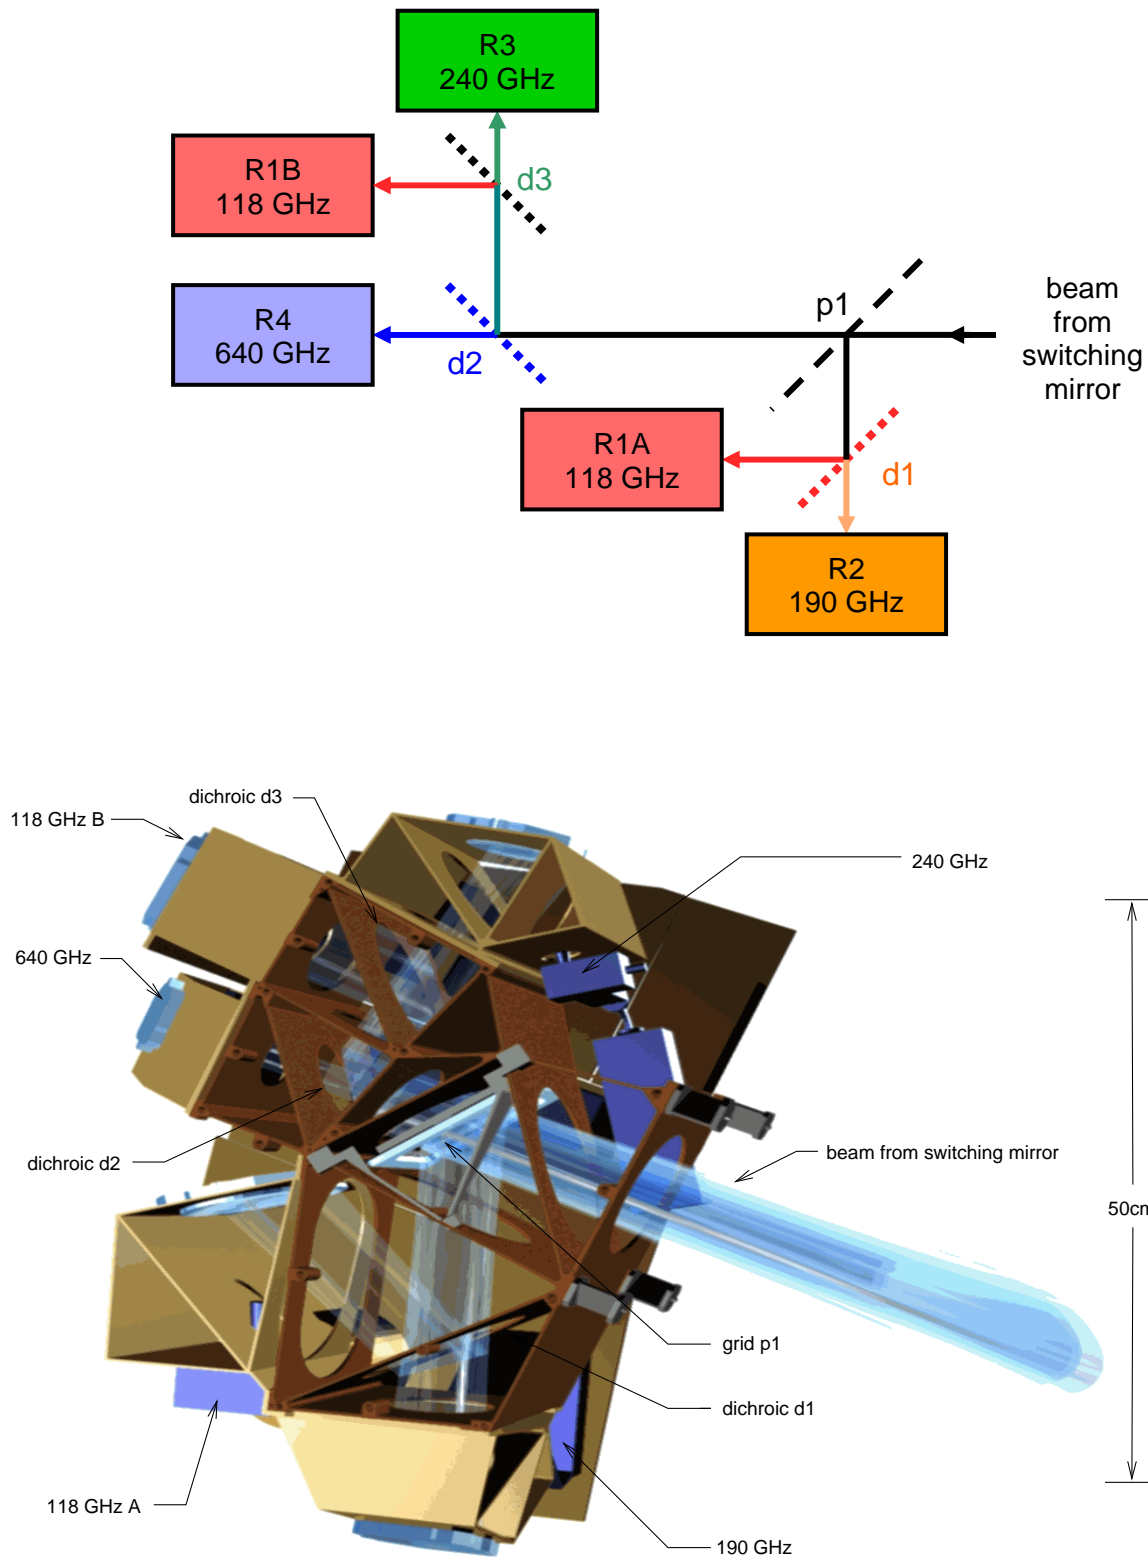 R3
240 GHz
R1B
118 GHz
d3
R4
640 GHz
d2
p1
beam
from
switching
mirror
R1A
118 GHz
d1
R2
190 GHz
dichroic d3
118 GHz B
240 GHz
640 GHz
beam from switching mirror
dichroic d2
50cm
grid p1
dichroic d1
118 GHz A
190 GHz